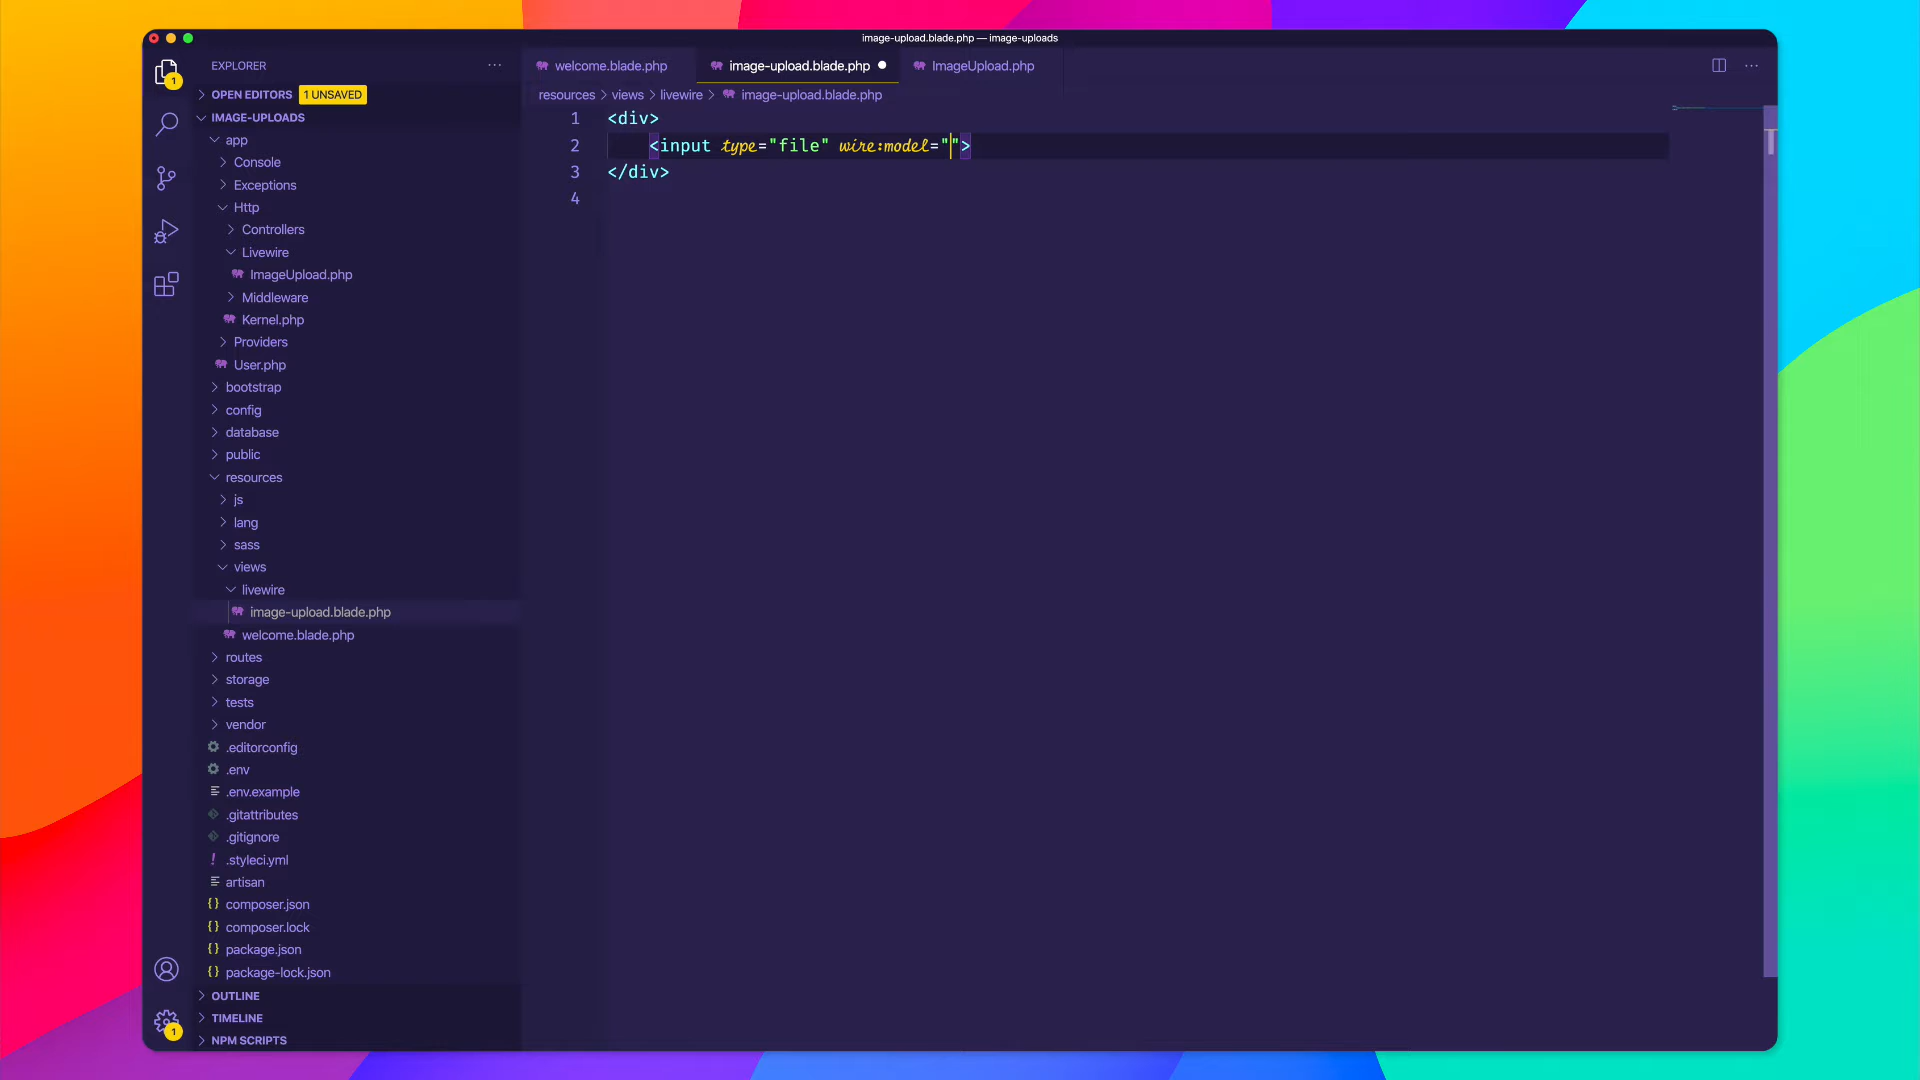 image-upload.blade.php — image-uploads
EXPLORER
···
1
OPEN EDITORS 1 UNSAVED
IMAGE-UPLOADS
app
Console
Exceptions
Http
Controllers
Livewire
ImageUpload.php
Middleware
Kernel.php
Providers
User.php
bootstrap
config
database
public
resources
js
lang
sass
views
livewire
image-upload.blade.php
welcome.blade.php
routes
storage
tests
vendor
.editorconfig
.env
.env.example
.gitattributes
.gitignore
! .styleci.yml
artisan
{} composer.json
{} composer.lock
{} package.json
{} package-lock.json
OUTLINE
TIMELINE
NPM SCRIPTS
1
welcome.blade.php image-upload.blade.php ImageUpload.php
···
resources > views > livewire > image-upload.blade.php
1 <div>
2 <input type="file" wire:model="">
3 </div>
4